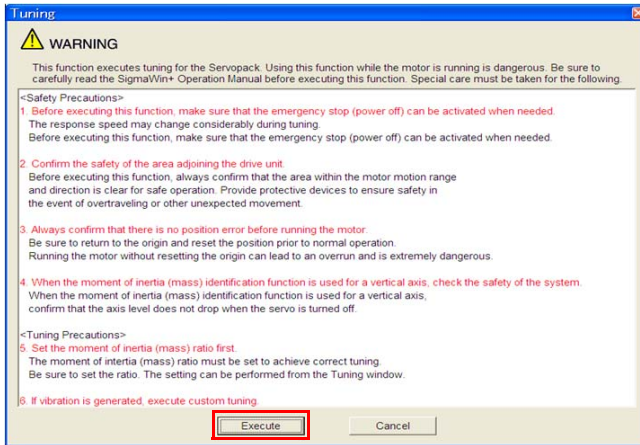 Tuning
WARNING
This function executes tuning for the Servopack. Using this function while the motor is running is dangerous. Be sure to
carefully read the SigmaWin+ Operation Manual before executing this function. Special care must be taken for the following.
<Safety Precautions>
1. Before executing this function, make sure that the emergency stop (power off) can be activated when needed.
The response speed may change considerably during tuning.
Before executing this function, make sure that the emergency stop (power off) can be activated when needed.
2. Confirm the safety of the area adjoining the drive unit.
Before executing this function, always confirm that the area within the motor motion range
and direction is clear for safe operation. Provide protective devices to ensure safety in
the event of overtraveling or other unexpected movement.
3. Always confirm that there is no position error before running the motor.
Be sure to return to the origin and reset the position prior to normal operation.
Running the motor without resetting the origin can lead to an overrun and is extremely dangerous.
4. When the moment of inertia (mass) identification function is used for a vertical axis, check the safety of the system.
When the moment of inertia (mass) identification function is used for a vertical axis,
confirm that the axis level does not drop when the servo is turned off.
<Tuning Precautions>
5. Set the moment of inertia (mass) ratio first.
The moment of intertia (mass) ratio must be set to achieve correct tuning.
Be sure to set the ratio. The setting can be performed from the Tuning window.
6. If vibration is generated, execute custom tuning.
Execute
Cancel